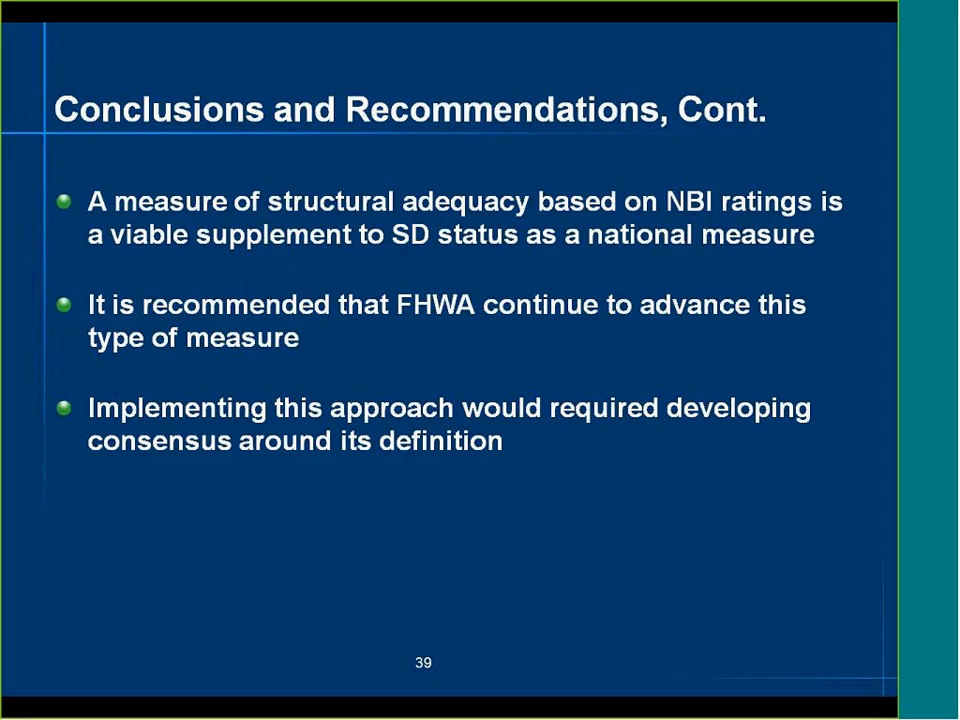 Conclusions and Recommendations, Cont.
A measure of structural adequacy based on NBI ratings is
a viable supplement to SD status as a national measure
It is recommended that FHWA continue to advance this
type of measure
Implementing this approach would required developing
consensus around its definition
39